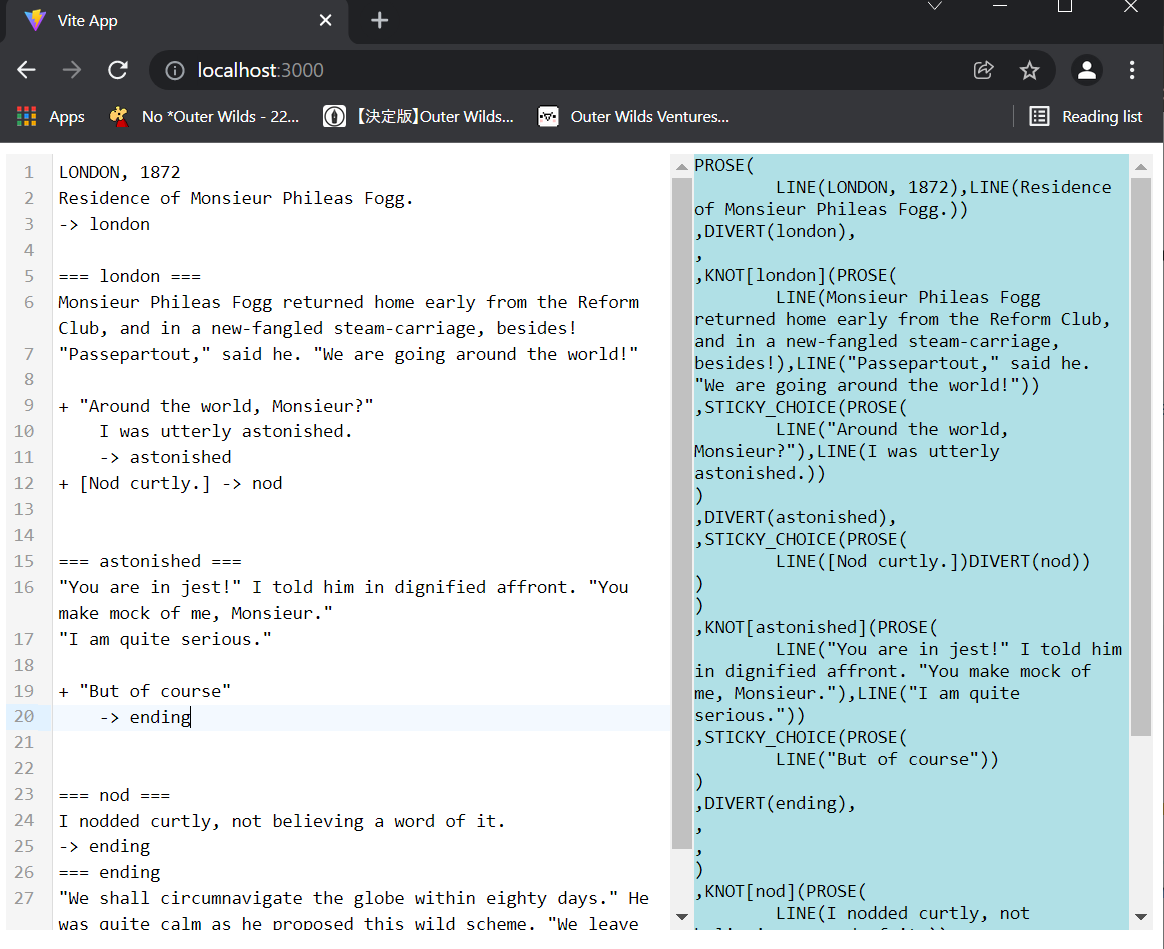 Vite App
localhost:3000
Apps
No *Outer Wilds - 22...
【決定版】Outer Wilds...
Outer Wilds Ventures...
Reading list
1 LONDON, 1872
2 Residence of Monsieur Phileas Fogg.
3 -> london
4
5 === london ===
6 Monsieur Phileas Fogg returned home early from the Reform
Club, and in a new-fangled steam-carriage, besides!
7 "Passepartout," said he. "We are going around the world!"
8
9 + "Around the world, Monsieur?"
10 I was utterly astonished.
11 -> astonished
12 + [Nod curtly.] -> nod
13
14
15 === astonished ===
16 "You are in jest!" I told him in dignified affront. "You
make mock of me, Monsieur."
17 "I am quite serious."
18
19 + "But of course"
20 -> ending
21
22
23 === nod ===
24 I nodded curtly, not believing a word of it.
25 -> ending
26 === ending
27 "We shall circumnavigate the globe within eighty days." He
was quite calm as he proposed this wild scheme. "We leave
PROSE(
LINE(LONDON, 1872),LINE(Residence
of Monsieur Phileas Fogg.))
,DIVERT(london),
,
,KNOT[london](PROSE(
LINE(Monsieur Phileas Fogg
returned home early from the Reform Club,
and in a new-fangled steam-carriage,
besides!),LINE("Passepartout," said he.
"We are going around the world!"))
,STICKY_CHOICE(PROSE(
LINE("Around the world,
Monsieur?"),LINE(I was utterly
astonished.))
)
,DIVERT(astonished),
,STICKY_CHOICE(PROSE(
LINE([Nod curtly.])DIVERT(nod))
)
)
,KNOT[astonished](PROSE(
LINE("You are in jest!" I told him
in dignified affront. "You make mock of
me, Monsieur."),LINE("I am quite
serious."))
,STICKY_CHOICE(PROSE(
LINE("But of course"))
)
,DIVERT(ending),
,
,
)
,KNOT[nod](PROSE(
LINE(I nodded curtly, not